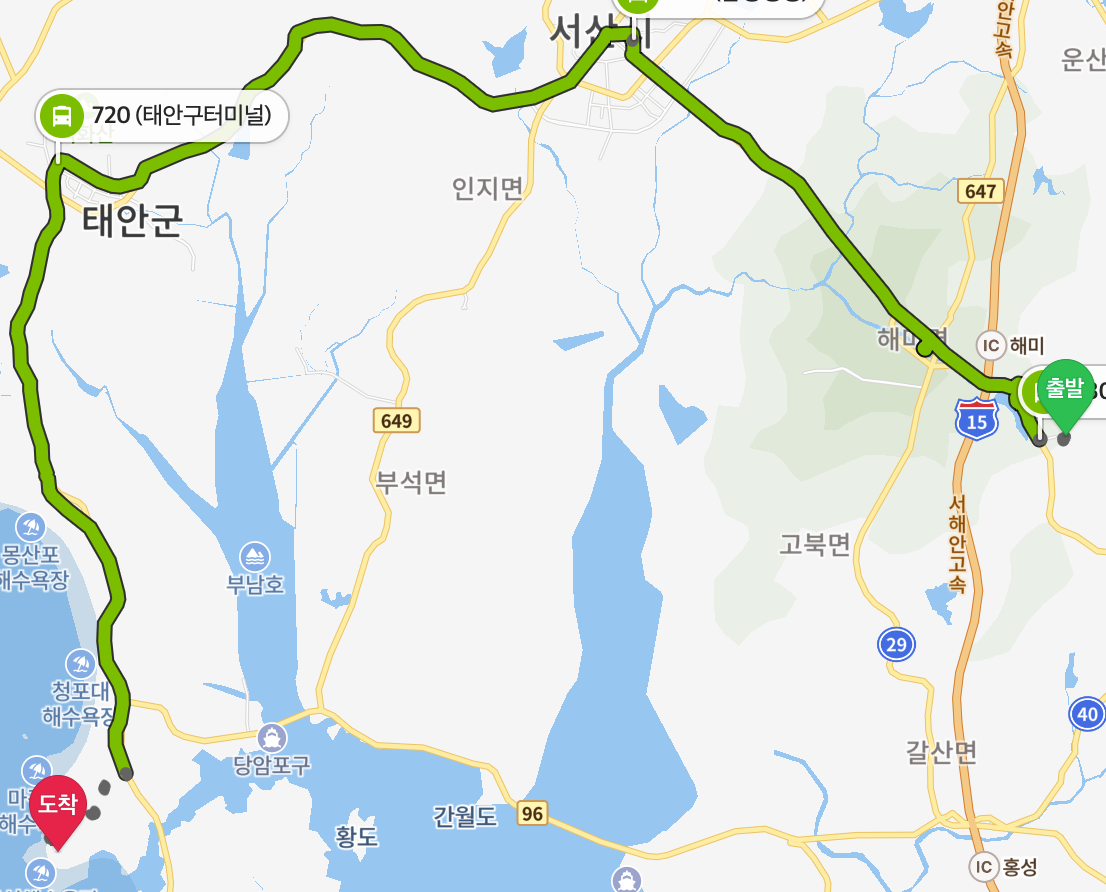 서산시
안고속
운산
720 (태안구터미널)
태안군
인지면
647
해미면
IC 해미
출발
15
649
부석면
서해안고속
고북면
몽산포
해수욕장
부남호
29
청포대
해수욕장
40
갈산면
당암포구
도착
간월도
96
황도
IC 홍성